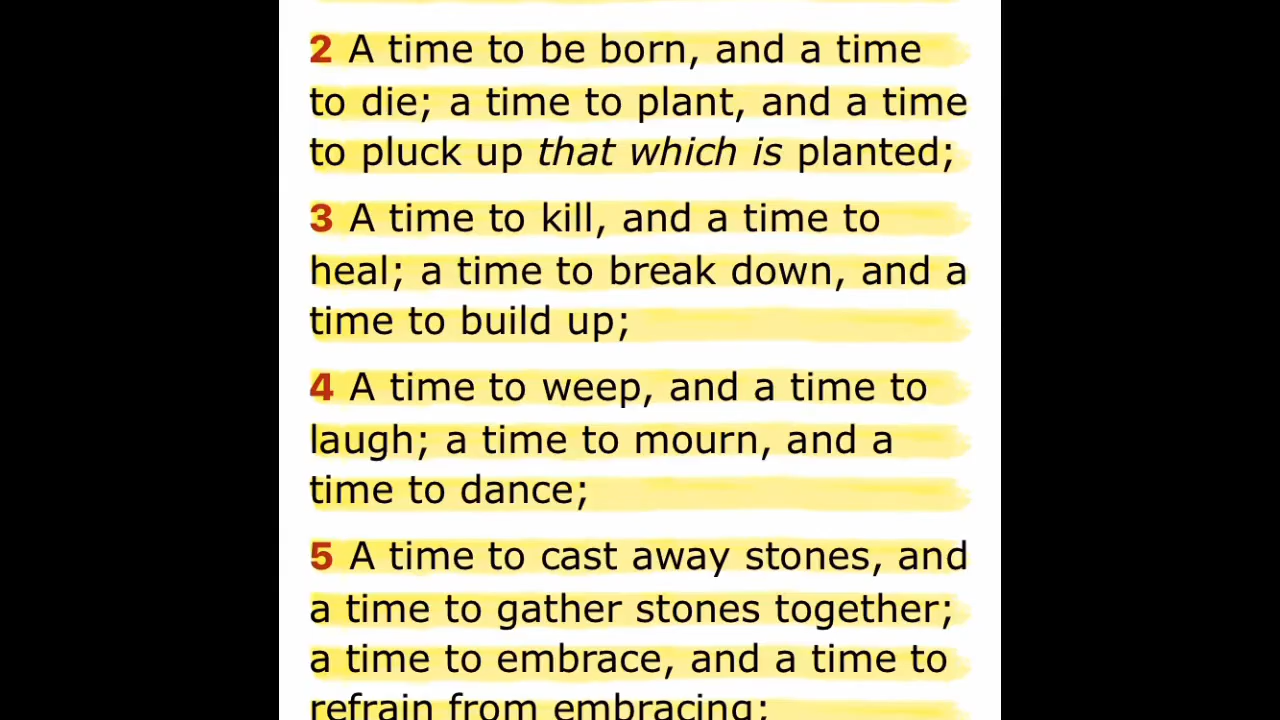 2 A time to be born, and a time
to die; a time to plant, and a time
to pluck up that which is planted;
3 A time to kill, and a time to
heal; a time to break down, and a
time to build up;
4 A time to weep, and a time to
laugh; a time to mourn, and a
time to dance;
5 A time to cast away stones, and
a time to gather stones together;
a time to embrace, and a time to
refrain from embracing;